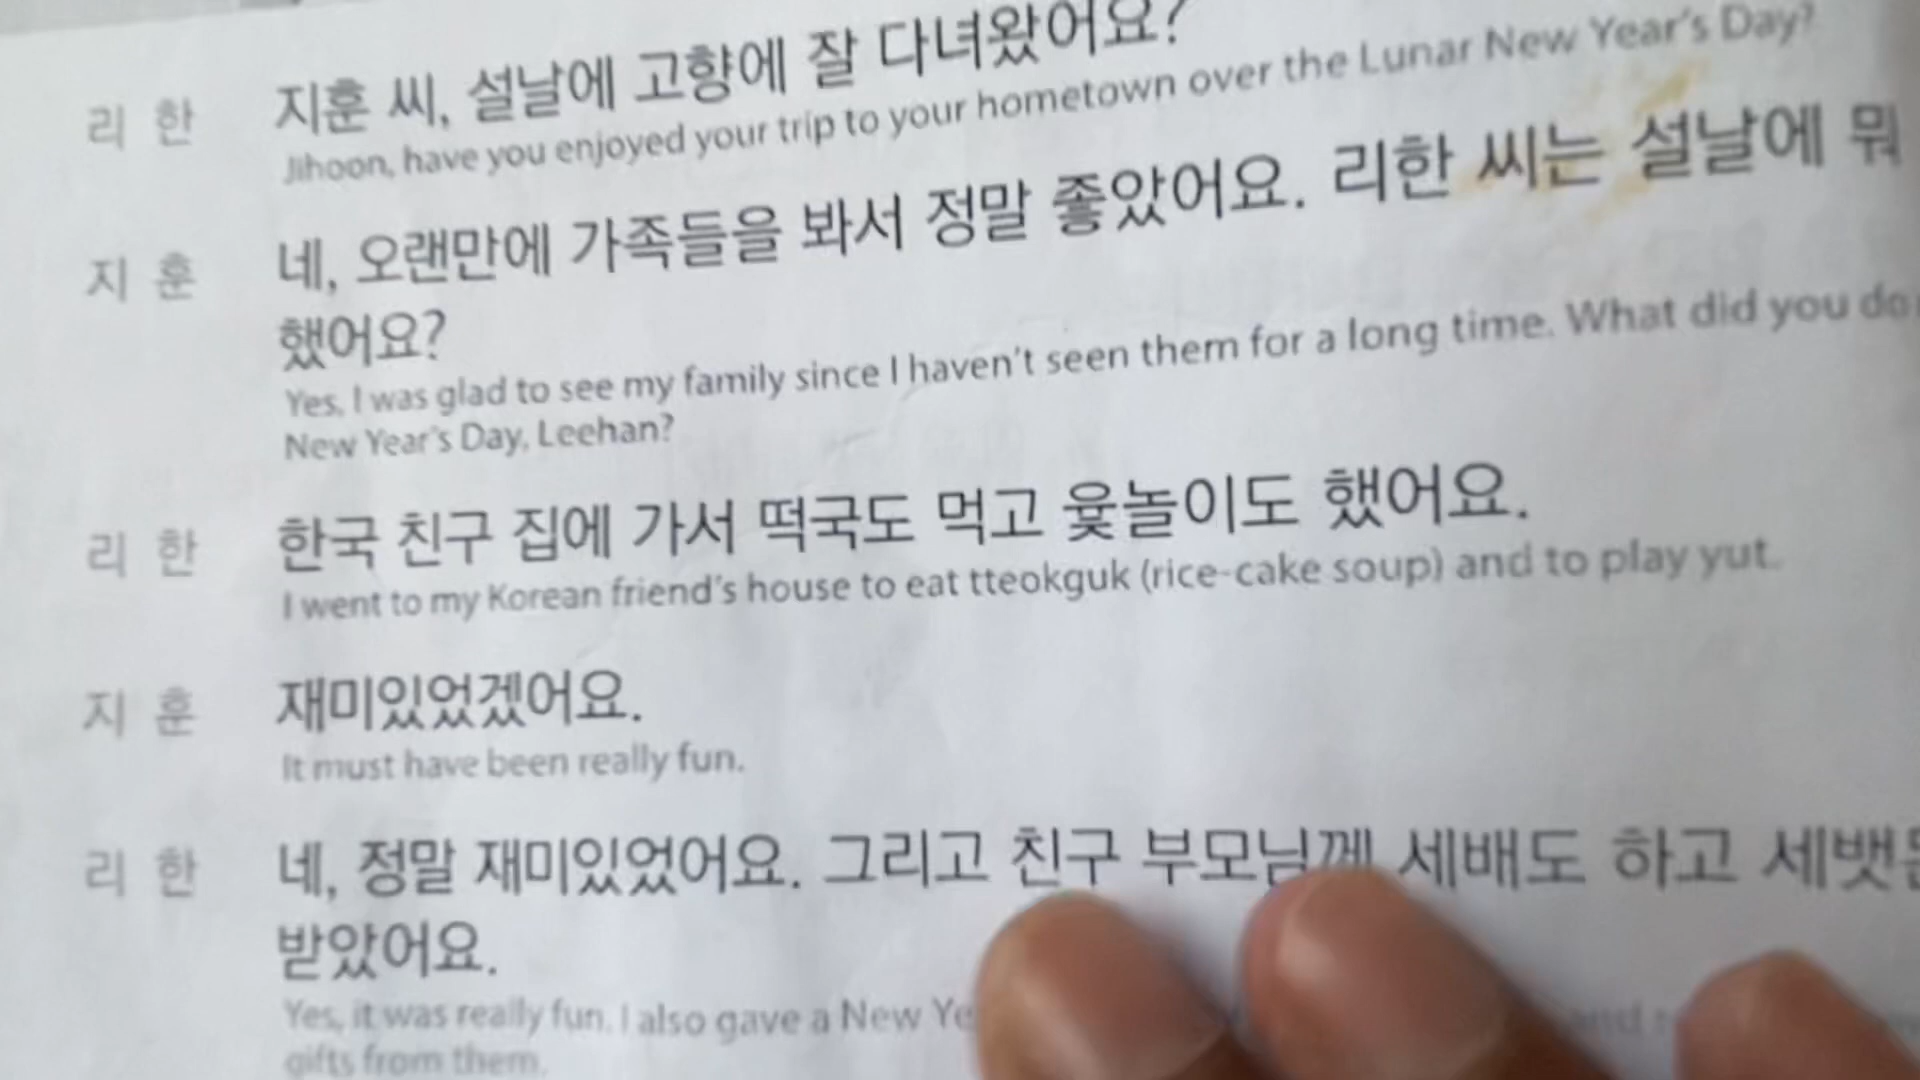 리 한 지훈 씨, 설날에 고향에 잘 다녀왔어요?
Jihoon, have you enjoyed your trip to your hometown over the Lunar New Year's Day?
지 훈 네, 오랜만에 가족들을 봐서 정말 좋았어요. 리한 씨는 설날에 뭐
했어요?
Yes, I was glad to see my family since I haven't seen them for a long time. What did you do
New Year's Day, Leehan?
리 한 한국 친구 집에 가서 떡국도 먹고 윷놀이도 했어요.
I went to my Korean friend's house to eat tteokguk (rice-cake soup) and to play yut.
지 훈 재미있었겠어요.
It must have been really fun.
리 한 네, 정말 재미있었어요. 그리고 친구 부모님께 세배도 하고
받았어요.
Yes, it was really fun. I also gave a New
gifts from them.